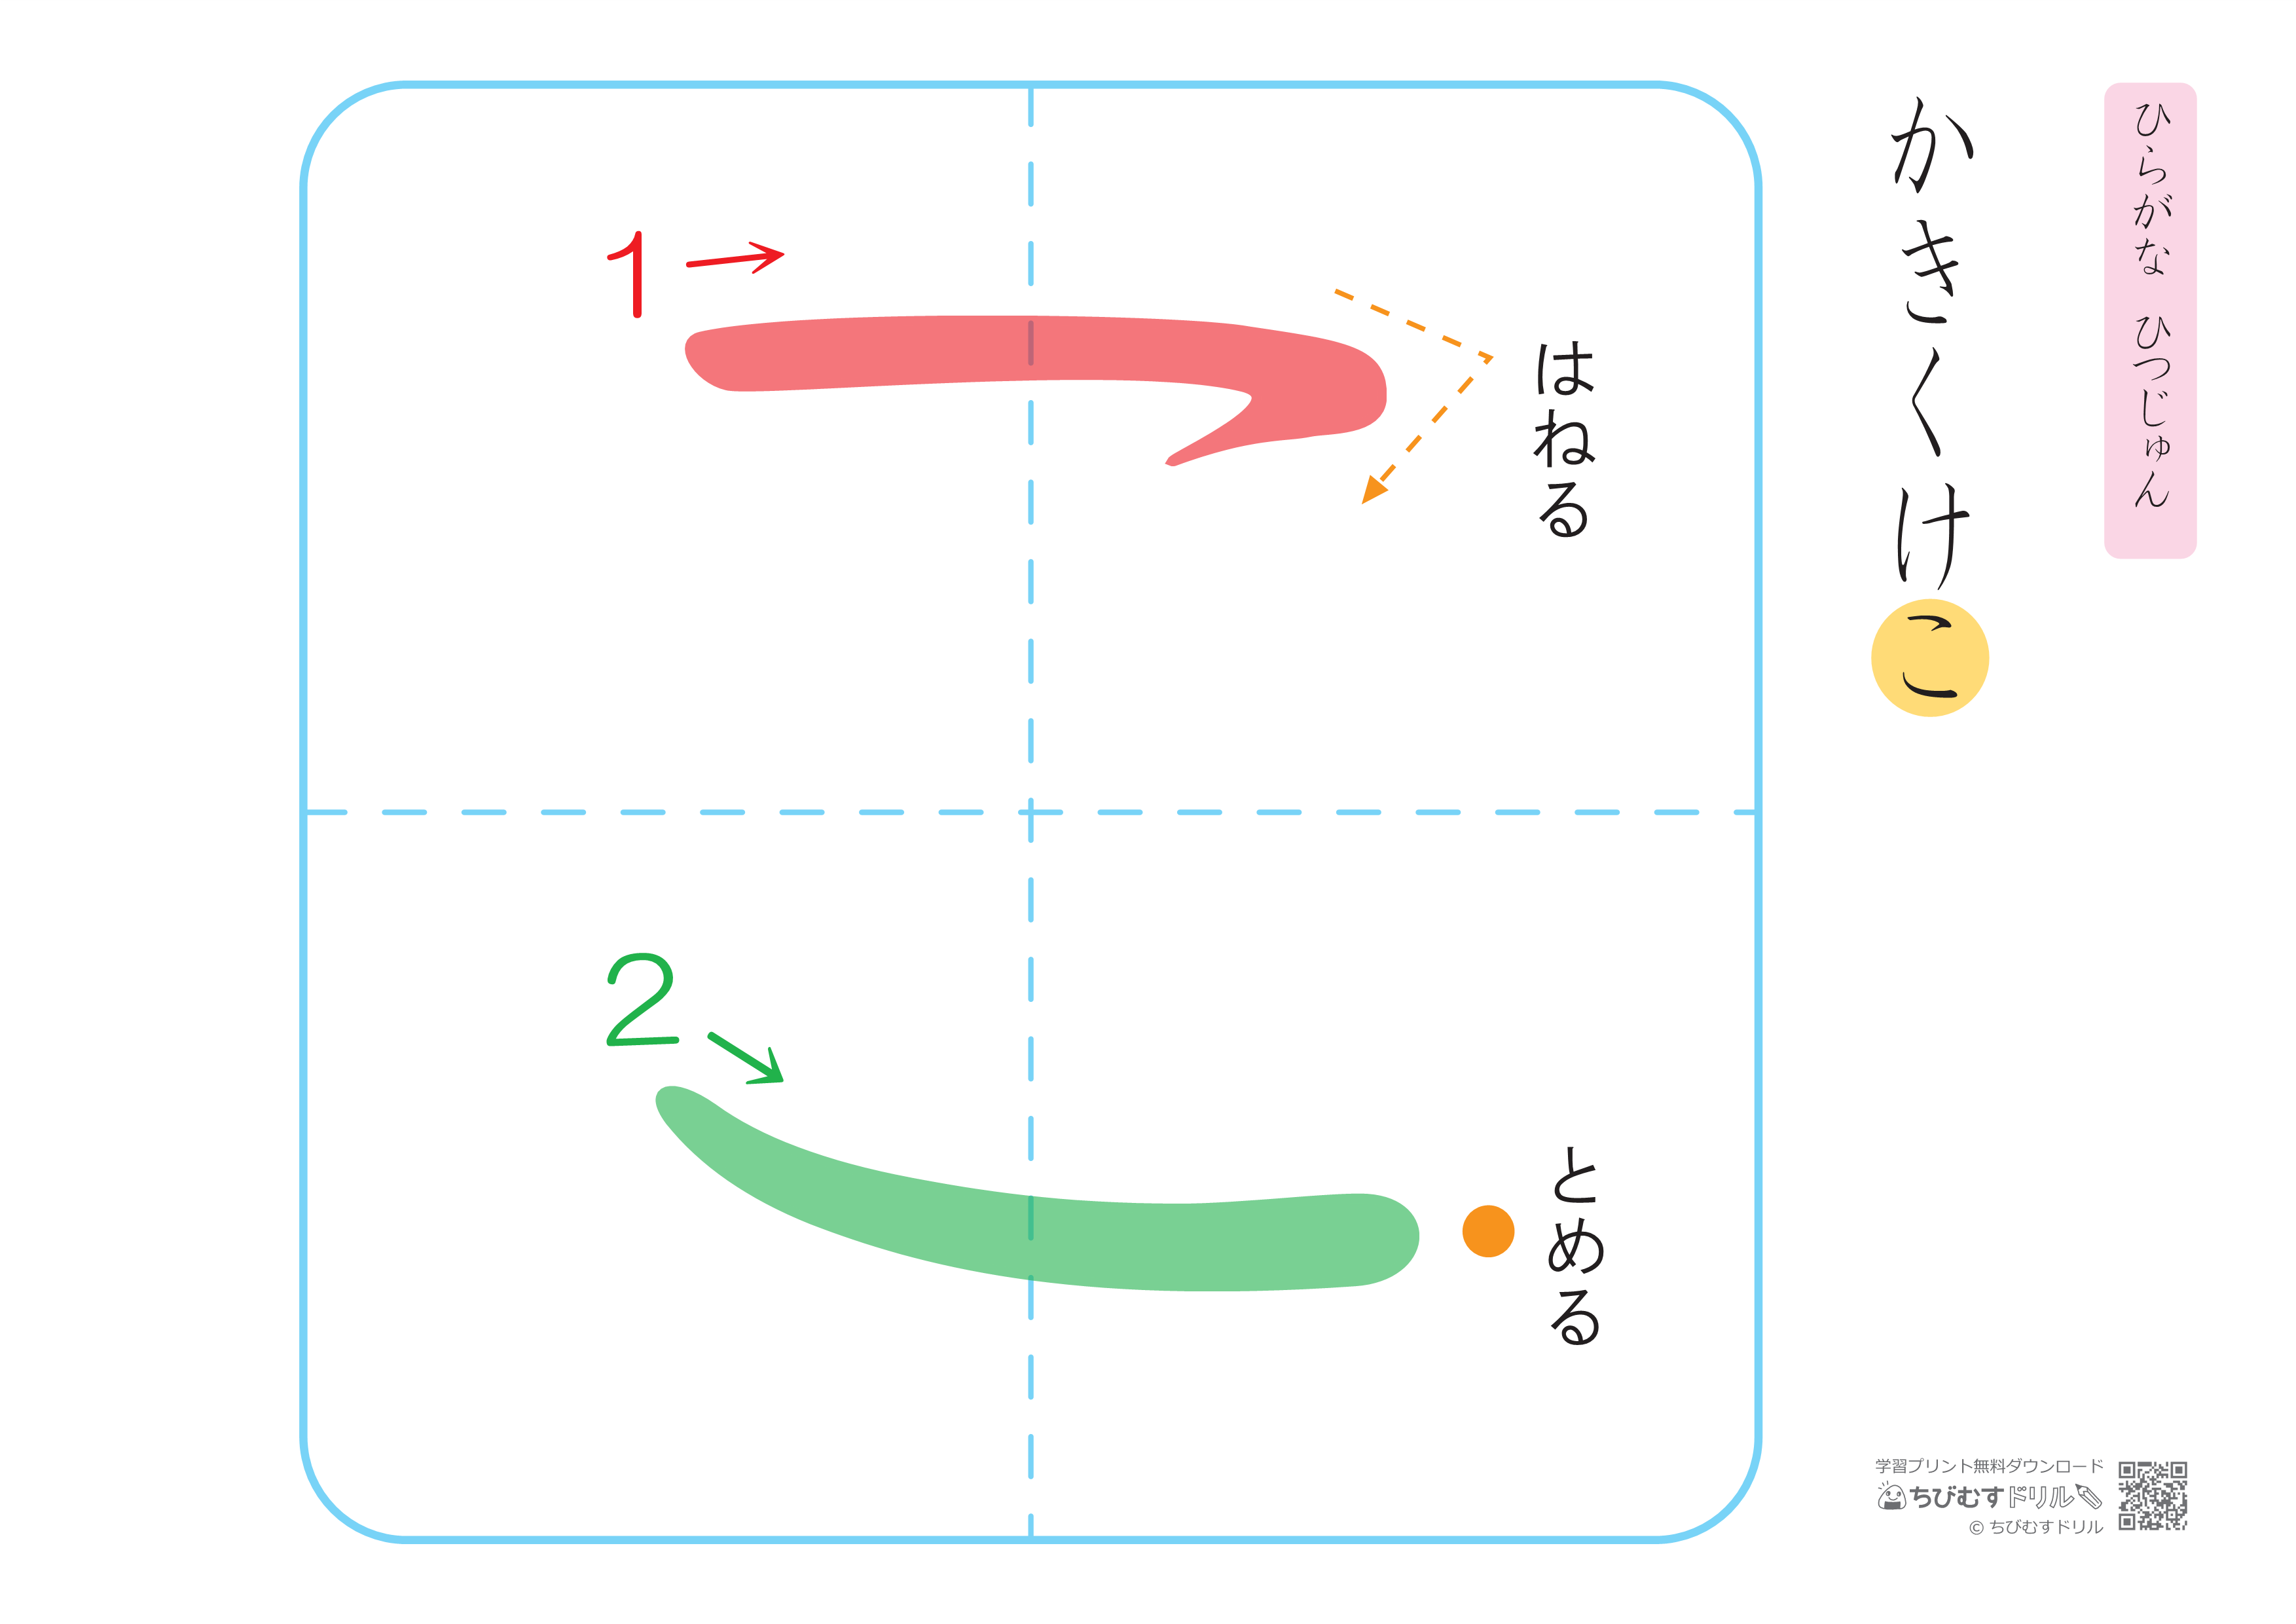 ひらがな ひつじゅん
かきくけこ
1
はねる
2
とめる
学習プリント無料ダウンロード
ちびむすドリル
© ちびむすドリル